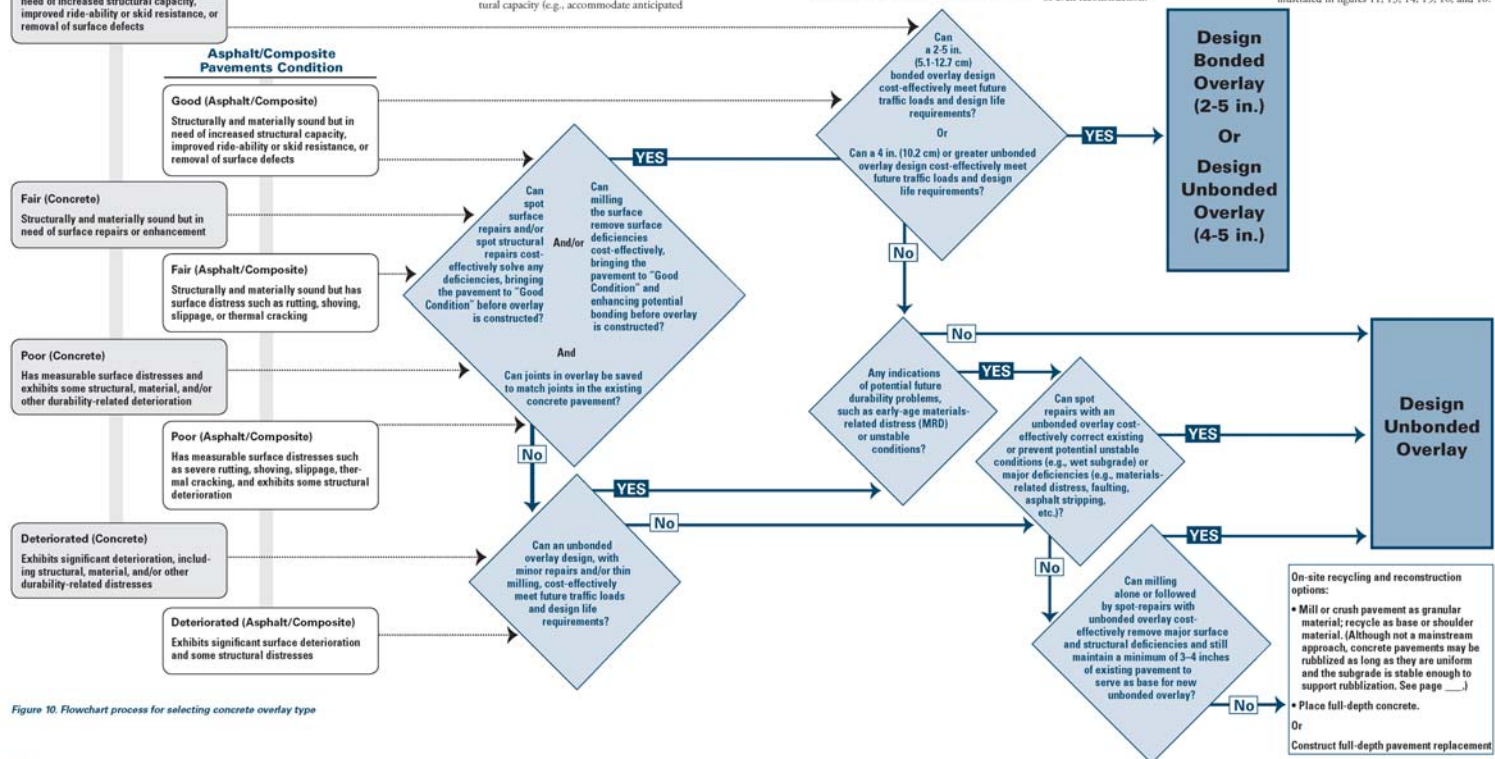 improved ride-ability or skid resistance, or
removal of surface defects
tural capacity (e.g., accommodate anticipated
Asphalt/Composite
Pavements Condition
Good (Asphalt/Composite)
Structurally and materially sound but in
need of increased structural capacity,
improved ride-ability or skid resistance, or
removal of surface defects
Fair (Concrete)
Structurally and materially sound but in
need of surface repairs or enhancement
Fair (Asphalt/Composite)
Structurally and materially sound but has
surface distress such as rutting, shoving,
slippage, or thermal cracking
Poor (Concrete)
Has measurable surface distresses and
exhibits some structural, material, and/or
other durability-related deterioration
Poor (Asphalt/Composite)
Has measurable surface distresses such
as severe rutting, shoving, slippage, ther-
mal cracking, and exhibits some structural
deterioration
Deteriorated (Concrete)
Exhibits significant deterioration, includ-
ing structural, material, and/or other
durability-related distresses
Deteriorated (Asphalt/Composite)
Exhibits significant surface deterioration
and some structural distresses
Can
spot
surface
repairs and/or
spot structural
repairs cost-
effectively solve any
deficiencies, bringing
the pavement to "Good
Condition" before overlay
is constructed?
And/or
Can
milling
the surface
remove surface
deficiencies
cost-effectively,
bringing the
pavement to "Good
Condition" and
enhancing potential
bonding before overlay
is constructed?
And
Can joints in overlay be saved
to match joints in the existing
concrete pavement?
YES
No
Can
a 2-5 in.
(5.1-12.7 cm)
bonded overlay design
cost-effectively meet future
traffic loads and design life
requirements?
Or
Can a 4 in. (10.2 cm) or greater unbonded
overlay design cost-effectively meet
future traffic loads and design
life requirements?
YES
No
Design
Bonded
Overlay
(2-5 in.)
Or
Design
Unbonded
Overlay
(4-5 in.)
Can an unbonded
overlay design, with
minor repairs and/or thin
milling, cost-effectively
meet future traffic loads
and design life
requirements?
YES
No
Any indications
of potential future
durability problems,
such as early-age materials-
related distress (MRD)
or unstable
conditions?
No
YES
Can spot
repairs with an
unbonded overlay cost-
effectively correct existing
or prevent potential unstable
conditions (e.g., wet subgrade) or
major deficiencies (e.g., materials-
related distress, faulting,
asphalt stripping,
etc.)?
YES
No
Can milling
alone or followed
by spot-repairs with
unbonded overlay cost-
effectively remove major surface
and structural deficiencies and still
maintain a minimum of 3–4 inches
of existing pavement to
serve as base for new
unbonded overlay?
YES
No
Design
Unbonded
Overlay
On-site recycling and reconstruction
options:
• Mill or crush pavement as granular
material; recycle as base or shoulder
material. (Although not a mainstream
approach, concrete pavements may be
rubblized as long as they are uniform
and the subgrade is stable enough to
support rubblization. See page ___.)
• Place full-depth concrete.
Or
Construct full-depth pavement replacement
Figure 10. Flowchart process for selecting concrete overlay type